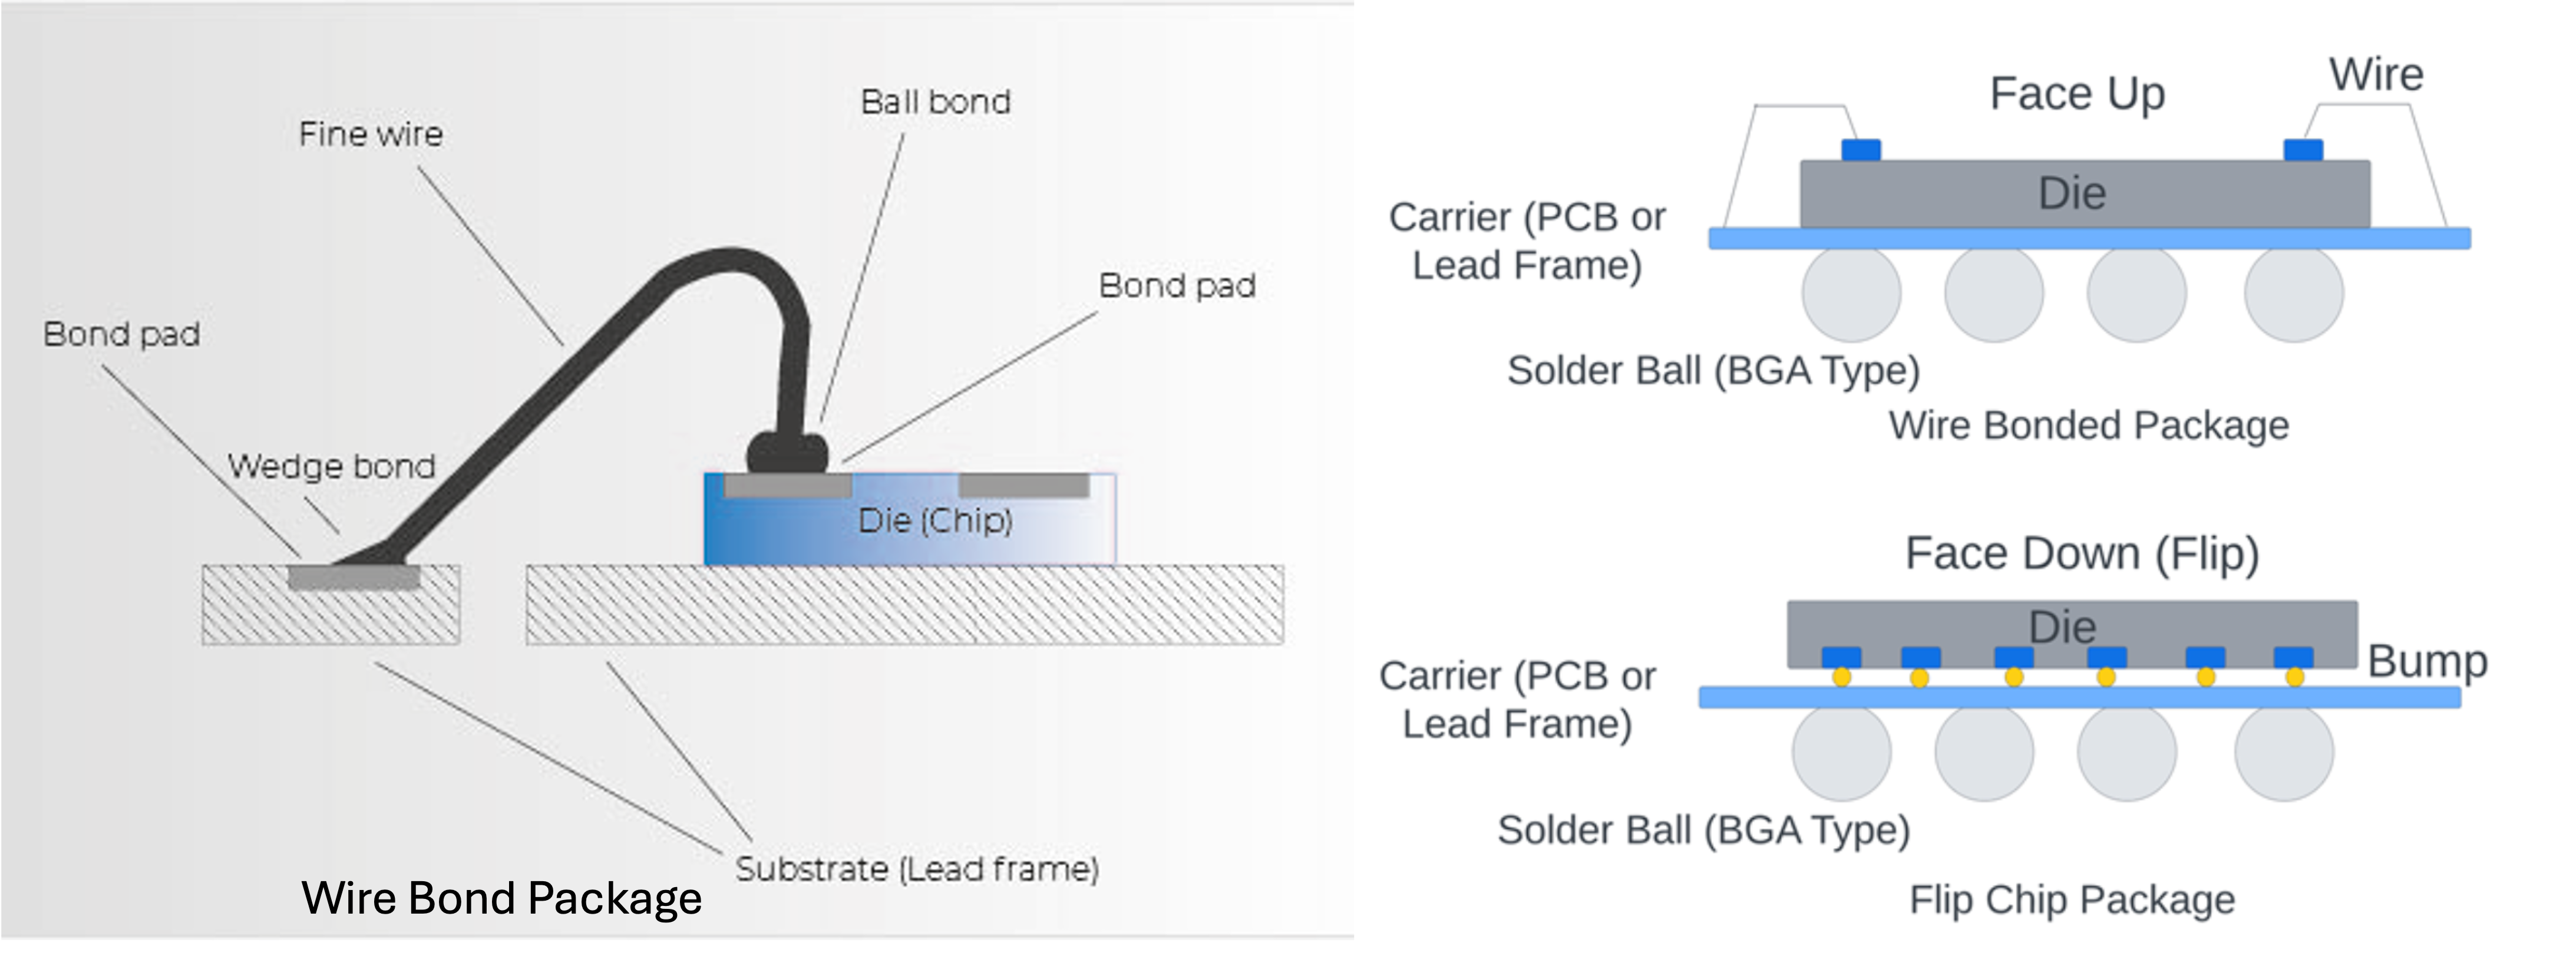 Ball bond
Fine wire
Bond pad
Bond pad
Wedge bond
Die (Chip)
Substrate (Lead frame)
Wire Bond Package
Wire
Face Up
Die
Carrier (PCB or
Lead Frame)
Solder Ball (BGA Type)
Wire Bonded Package
Face Down (Flip)
Die
Bump
Carrier (PCB or
Lead Frame)
Solder Ball (BGA Type)
Flip Chip Package